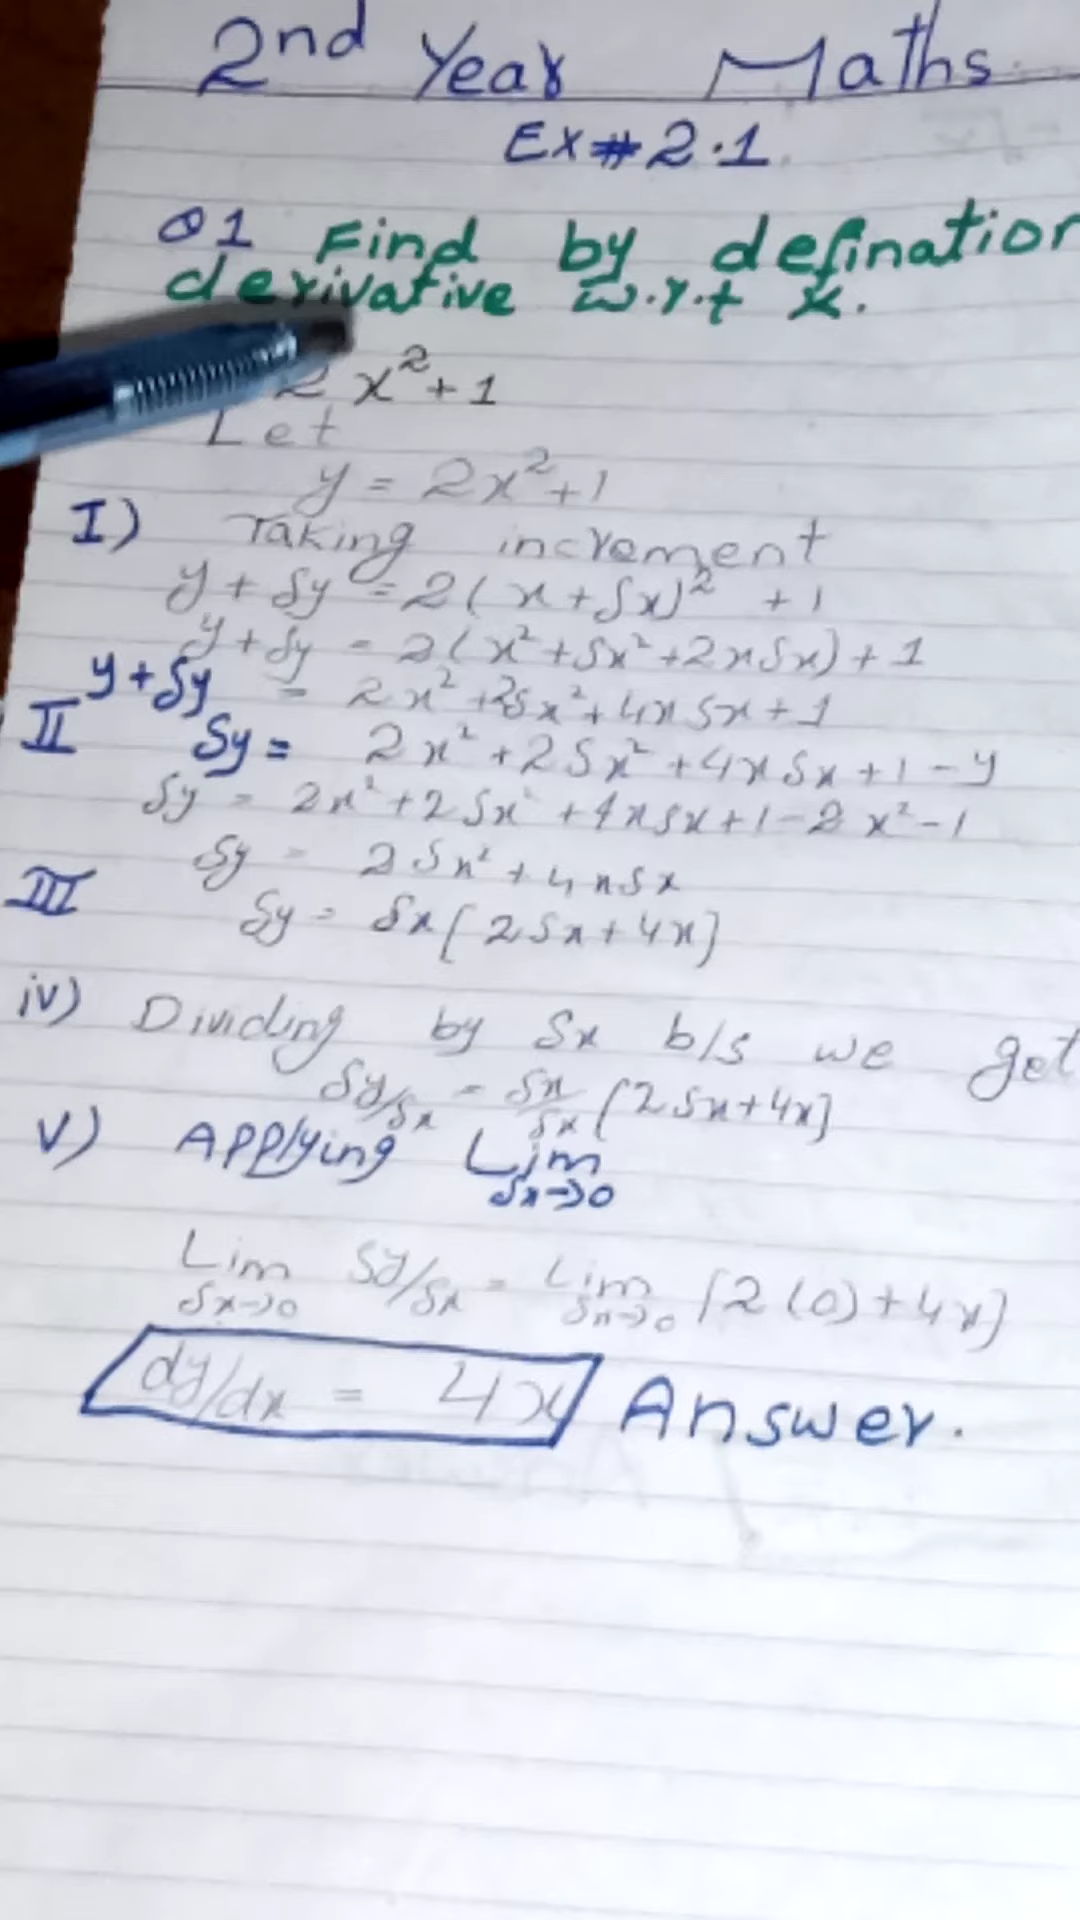 2nd Year Maths
Ex# 2.1
Q1 Find by defination
derivative w.r.t x.
2x²+1
Let
y = 2x²+1
I) Taking increment
y + δy = 2(x+δx)² + 1
y+δy = 2(x²+δx²+2xδx)+1
y+δy = 2x²+2δx²+4xδx+1
II δy = 2x²+2δx²+4xδx+1-y
δy = 2x²+2δx²+4xδx+1-2x²-1
δy = 2δx²+4xδx
III δy = δx[2δx+4x]
iv) Dividing by δx b/s we get
δy/δx = δx/δx [2δx+4x]
v) Applying Lim δx→0
Lim δx→0 δy/δx = Lim δx→0 [2(0)+4x]
dy/dx = 4x Answer.